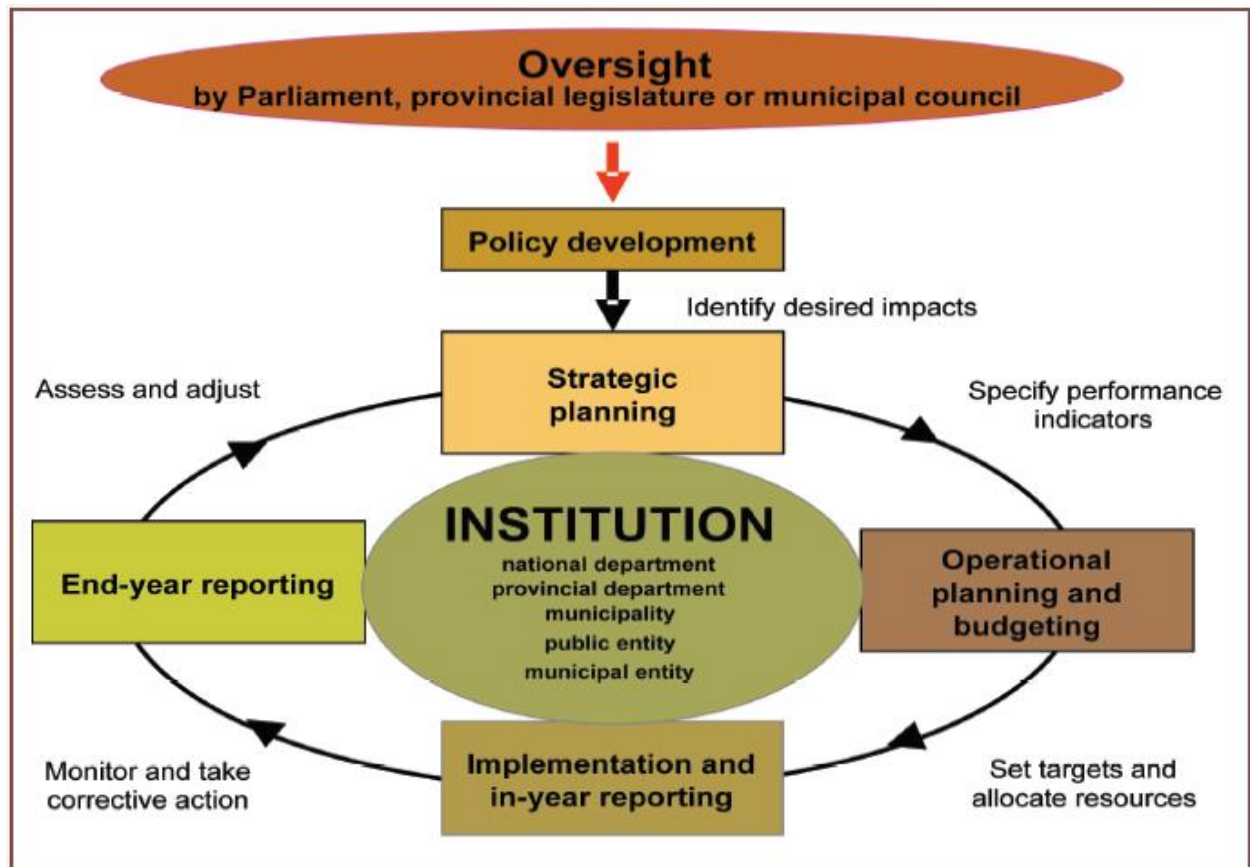 Oversight
by Parliament, provincial legislature or municipal council
Policy development
Identify desired impacts
Strategic
planning
Assess and adjust
Specify performance
indicators
INSTITUTION
national department
provincial department
municipality
public entity
municipal entity
End-year reporting
Operational
planning and
budgeting
Implementation and
in-year reporting
Monitor and take
corrective action
Set targets and
allocate resources